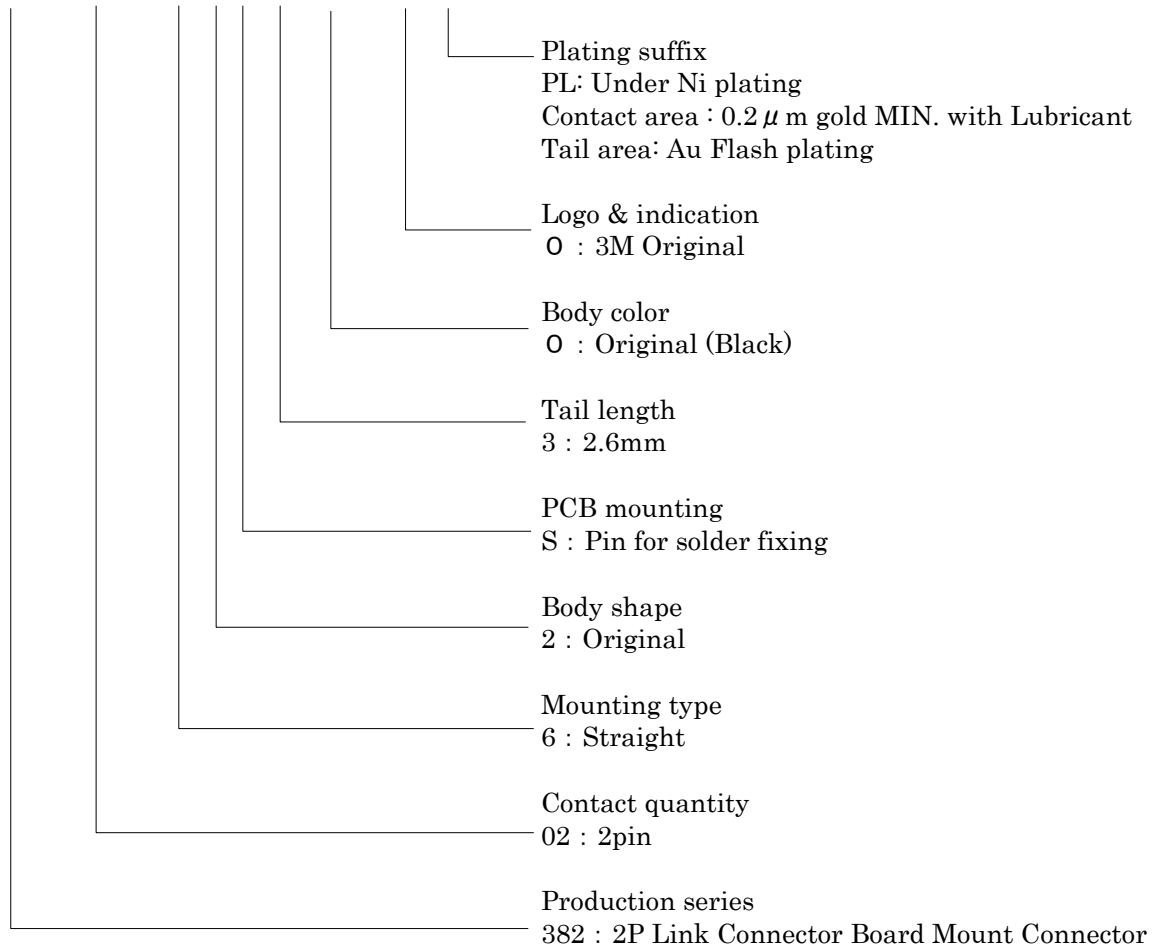 Plating suffix
PL: Under Ni plating
Contact area : 0.2μm gold MIN. with Lubricant
Tail area: Au Flash plating
Logo & indication
0 : 3M Original
Body color
0 : Original (Black)
Tail length
3 : 2.6mm
PCB mounting
S : Pin for solder fixing
Body shape
2 : Original
Mounting type
6 : Straight
Contact quantity
02 : 2pin
Production series
382 : 2P Link Connector Board Mount Connector